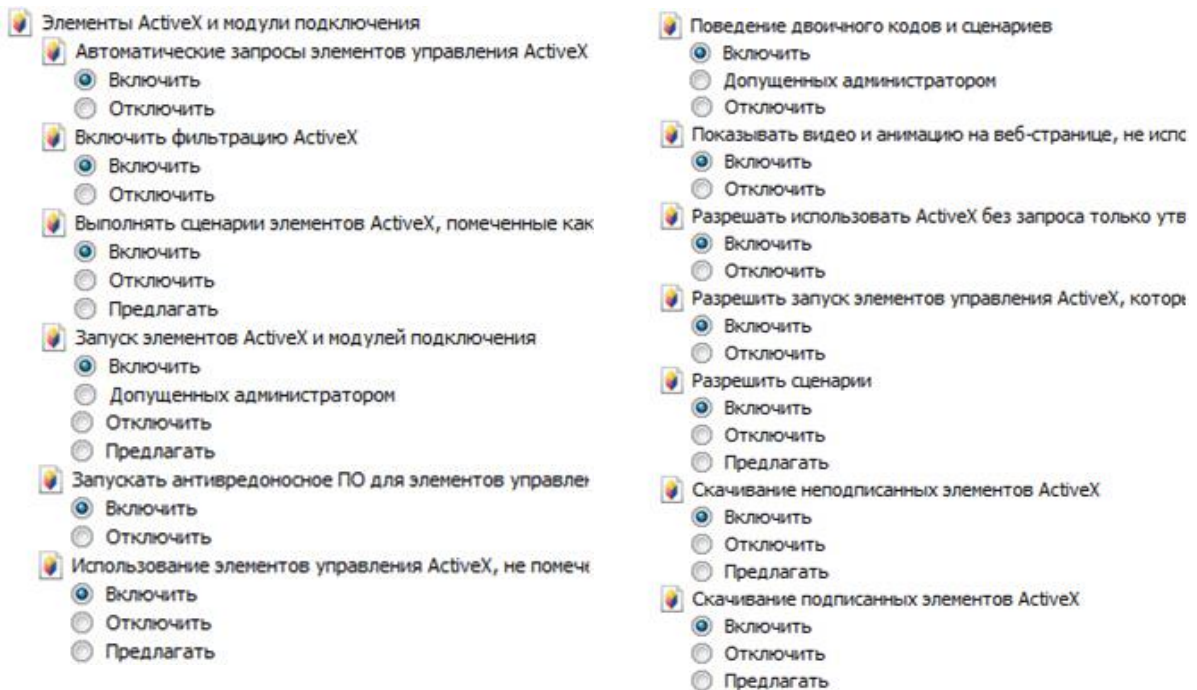 Элементы ActiveX и модули подключения
Автоматические запросы элементов управления ActiveX
Включить
Отключить
Включить фильтрацию ActiveX
Включить
Отключить
Выполнять сценарии элементов ActiveX, помеченные как
Включить
Отключить
Предлагать
Запуск элементов ActiveX и модулей подключения
Включить
Допущенных администратором
Отключить
Предлагать
Запускать антивредоносное ПО для элементов управлен
Включить
Отключить
Использование элементов управления ActiveX, не помече
Включить
Отключить
Предлагать
Поведение двоичного кодов и сценариев
Включить
Допущенных администратором
Отключить
Показывать видео и анимацию на веб-странице, не испо
Включить
Отключить
Разрешать использовать ActiveX без запроса только утв
Включить
Отключить
Разрешить запуск элементов управления ActiveX, которы
Включить
Отключить
Разрешить сценарии
Включить
Отключить
Предлагать
Скачивание неподписанных элементов ActiveX
Включить
Отключить
Предлагать
Скачивание подписанных элементов ActiveX
Включить
Отключить
Предлагать